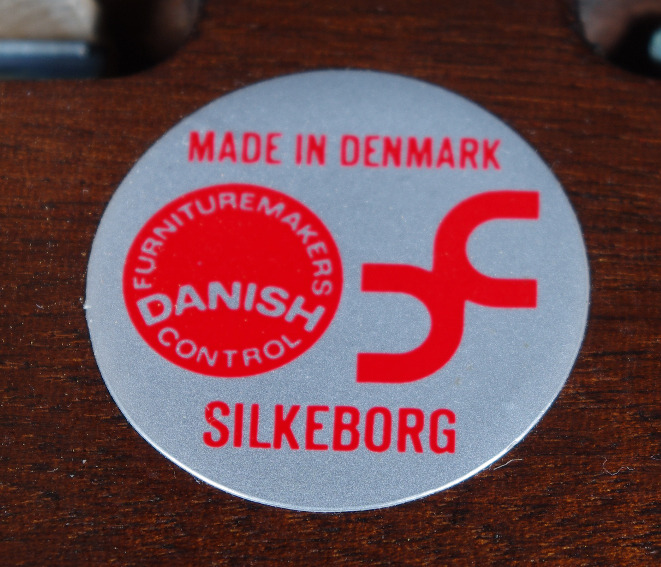 MADE IN DENMARK
FURNITUREMAKERS
DANISH
CONTROL
SILKEBORG